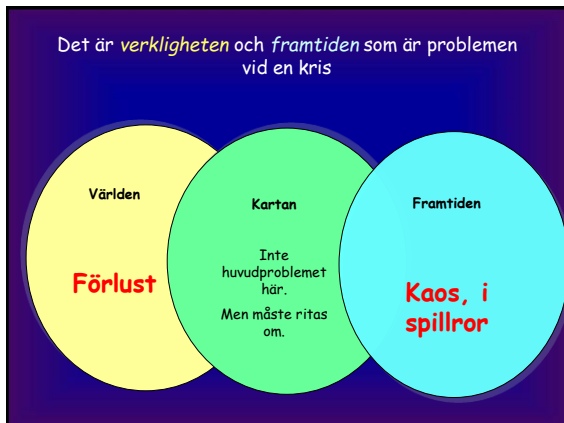 Det är verkligheten och framtiden som är problemen
vid en kris
Världen
Förlust
Kartan
Inte
huvudproblemet
här.
Men måste ritas
om.
Framtiden
Kaos, i
spillror